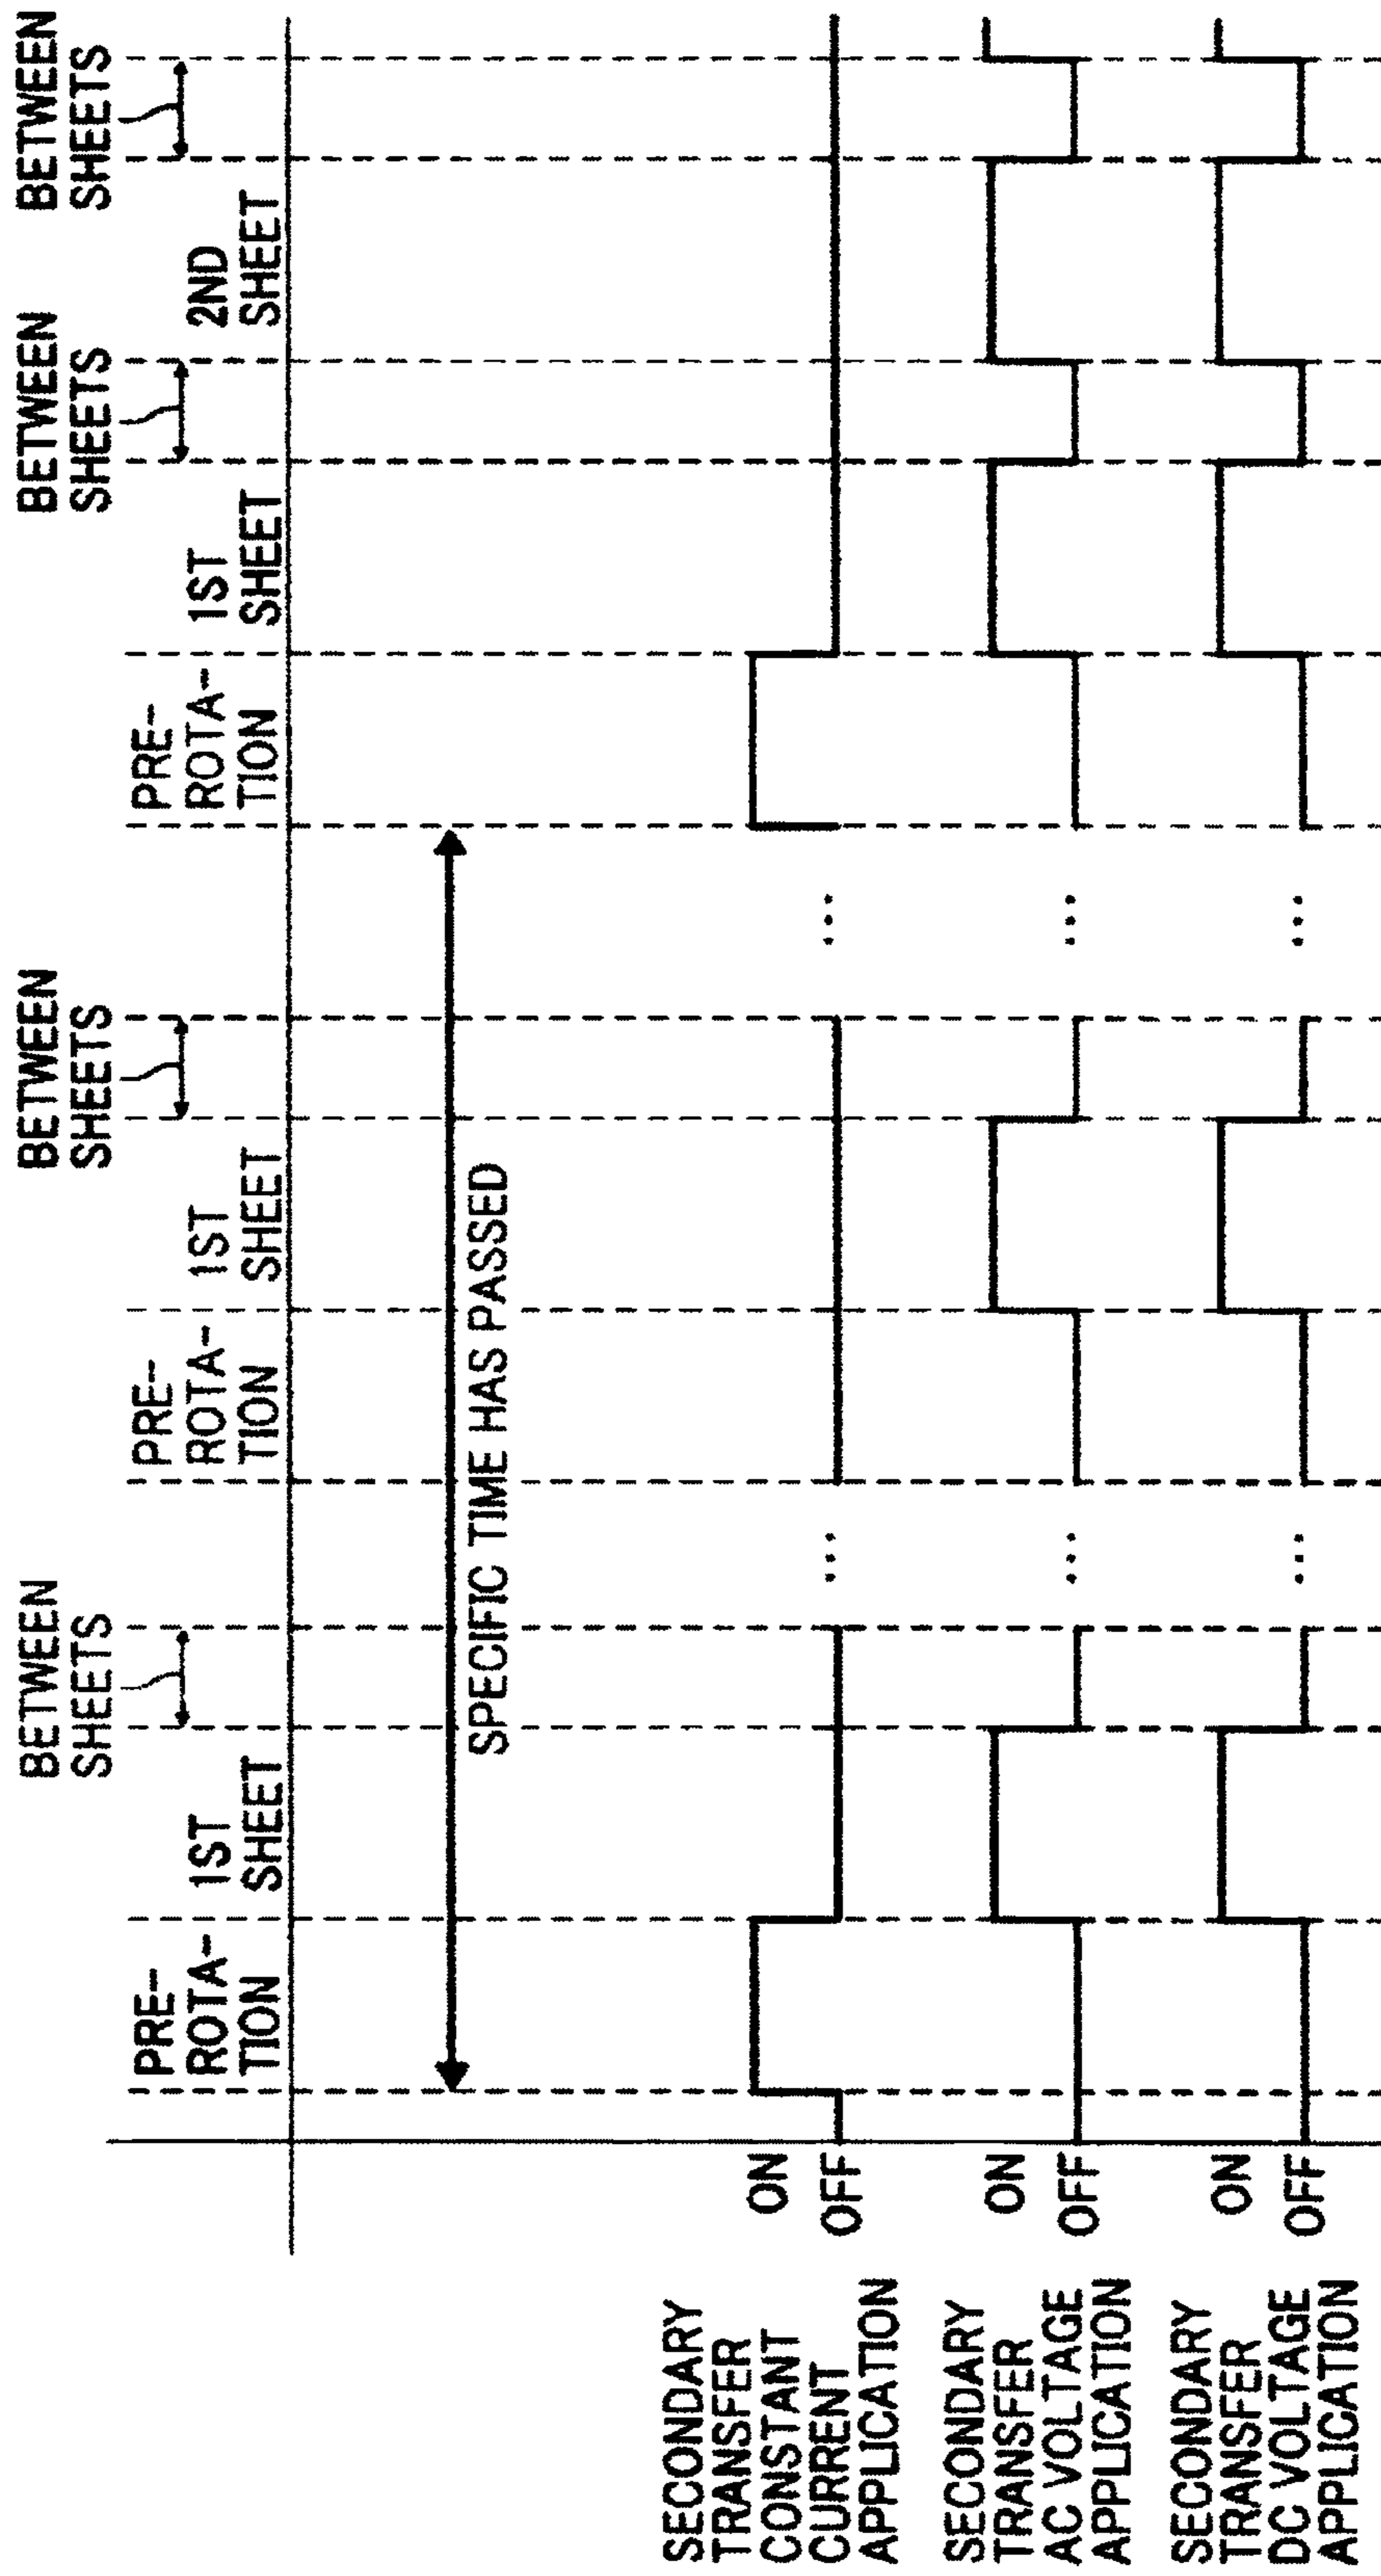 BETWEEN
SHEETS
BETWEEN
SHEETS
BETWEEN
SHEETS
BETWEEN
SHEETS
PRE-
ROTA-
TION
1ST
SHEET
PRE-
ROTA-
TION
1ST
SHEET
PRE-
ROTA-
TION
1ST
SHEET
2ND
SHEET
SPECIFIC TIME HAS PASSED
SECONDARY
TRANSFER
CONSTANT
CURRENT
APPLICATION
ON
OFF
...
...
SECONDARY
TRANSFER
AC VOLTAGE
APPLICATION
ON
OFF
...
...
SECONDARY
TRANSFER
DC VOLTAGE
APPLICATION
ON
OFF
...
...